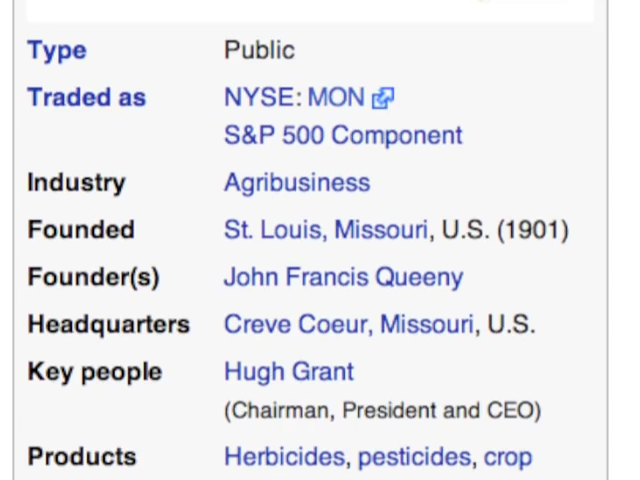 Type Public
Traded as NYSE: MON
S&P 500 Component
Industry Agribusiness
Founded St. Louis, Missouri, U.S. (1901)
Founder(s) John Francis Queeny
Headquarters Creve Coeur, Missouri, U.S.
Key people Hugh Grant
(Chairman, President and CEO)
Products Herbicides, pesticides, crop